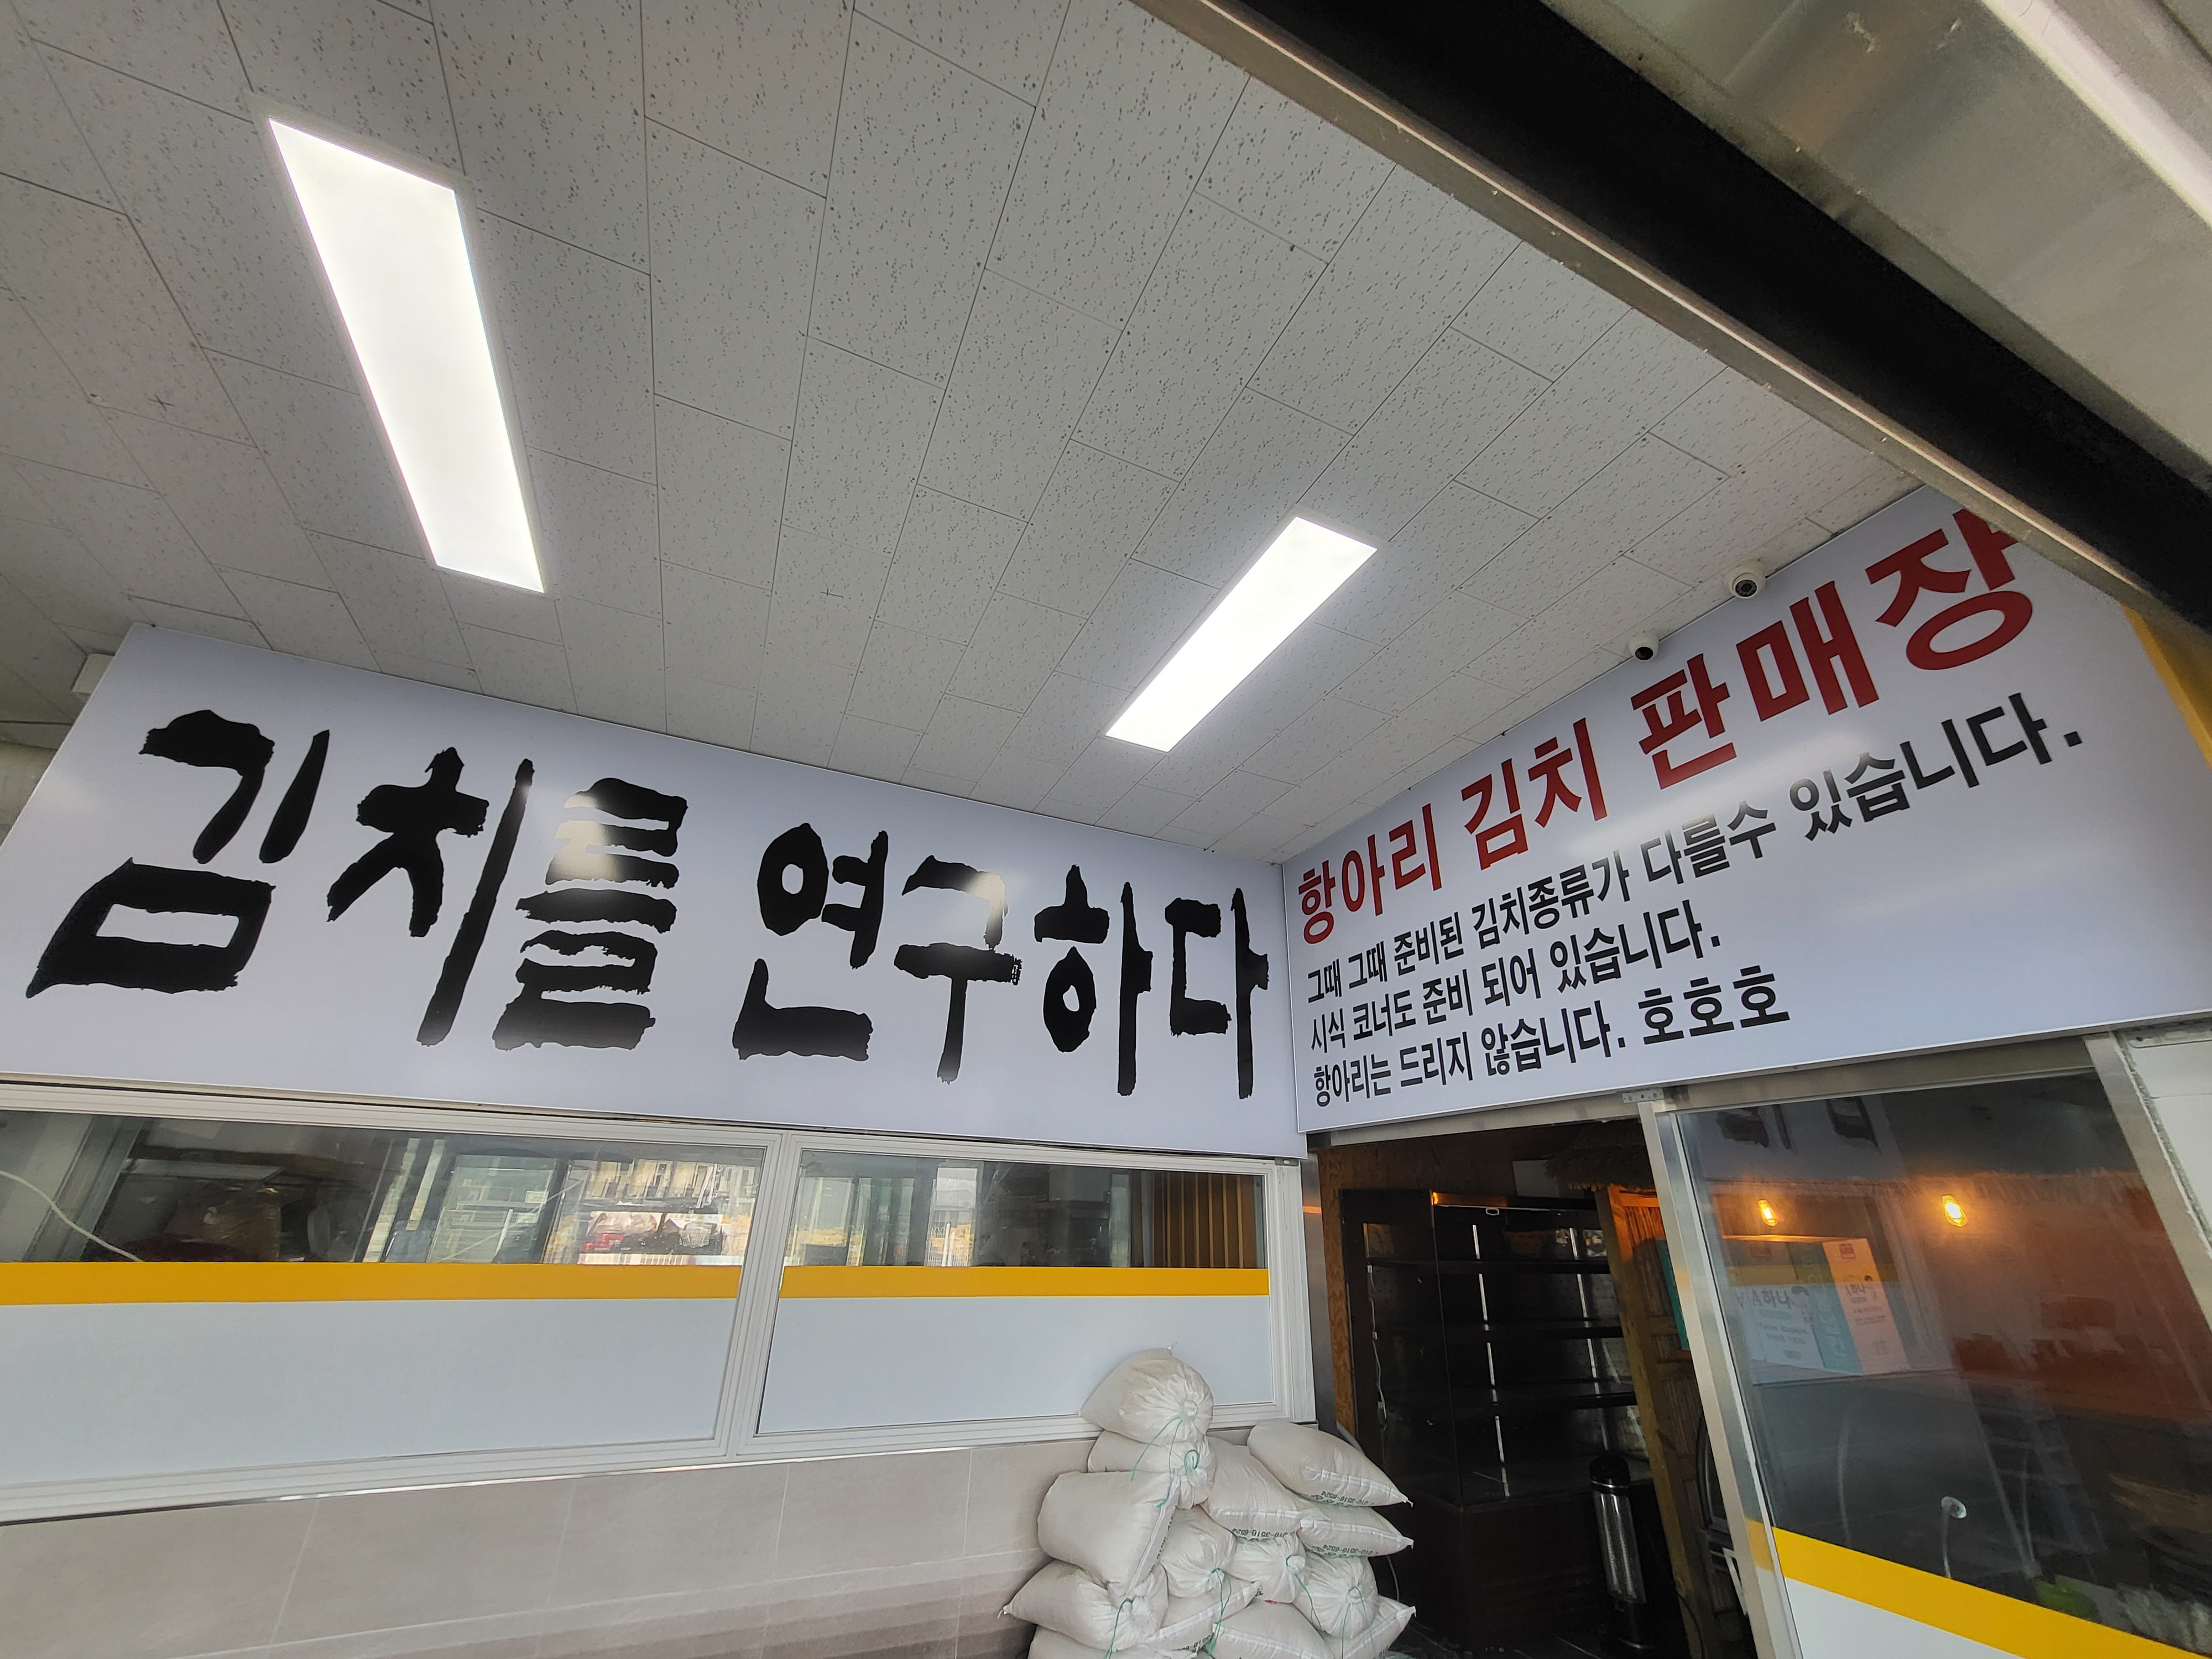 김치를 연구하다
항아리 김치 판매장
그때 그때 준비된 김치종류가 다를수 있습니다.
시식 코너도 준비 되어 있습니다.
항아리는 드리지 않습니다. 호호호